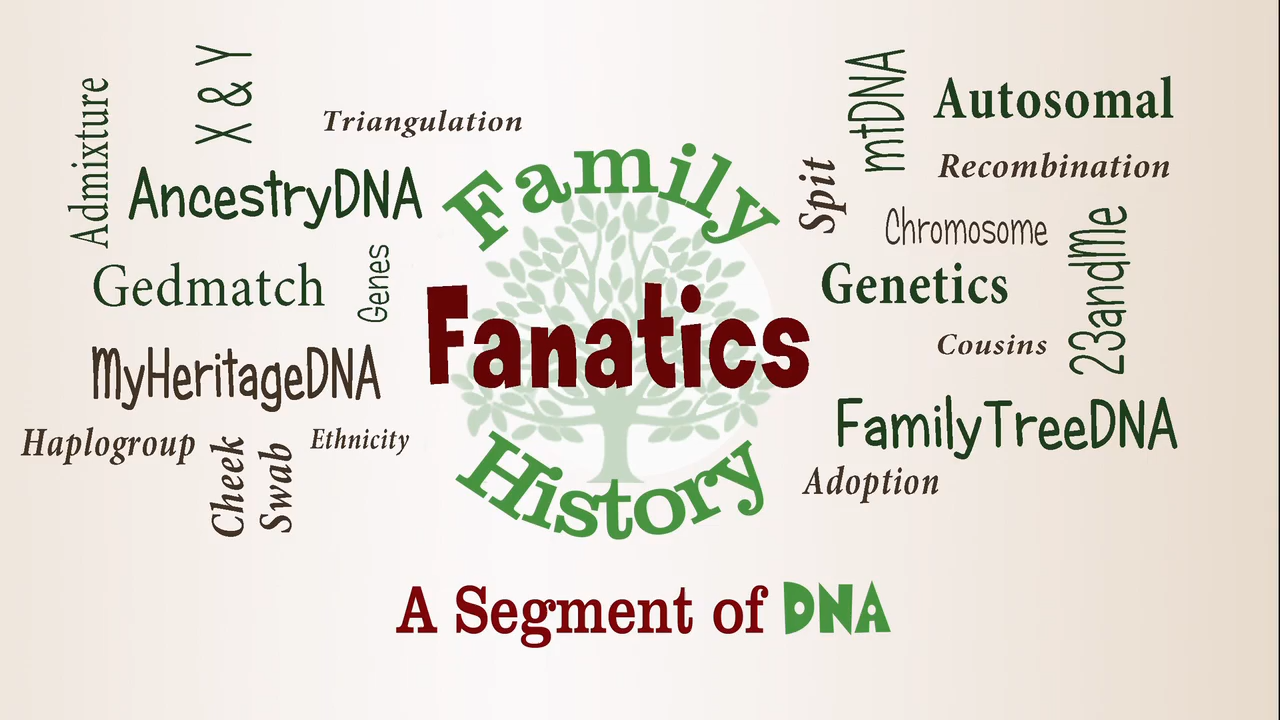 Admixture
X & Y
Triangulation
AncestryDNA
Gedmatch
Genes
MyHeritageDNA
Haplogroup
Cheek
Swab
Ethnicity
Family
Fanatics
History
mtDNA
Autosomal
Spit
Recombination
Chromosome
Genetics
23andMe
Cousins
FamilyTreeDNA
Adoption
A Segment of DNA